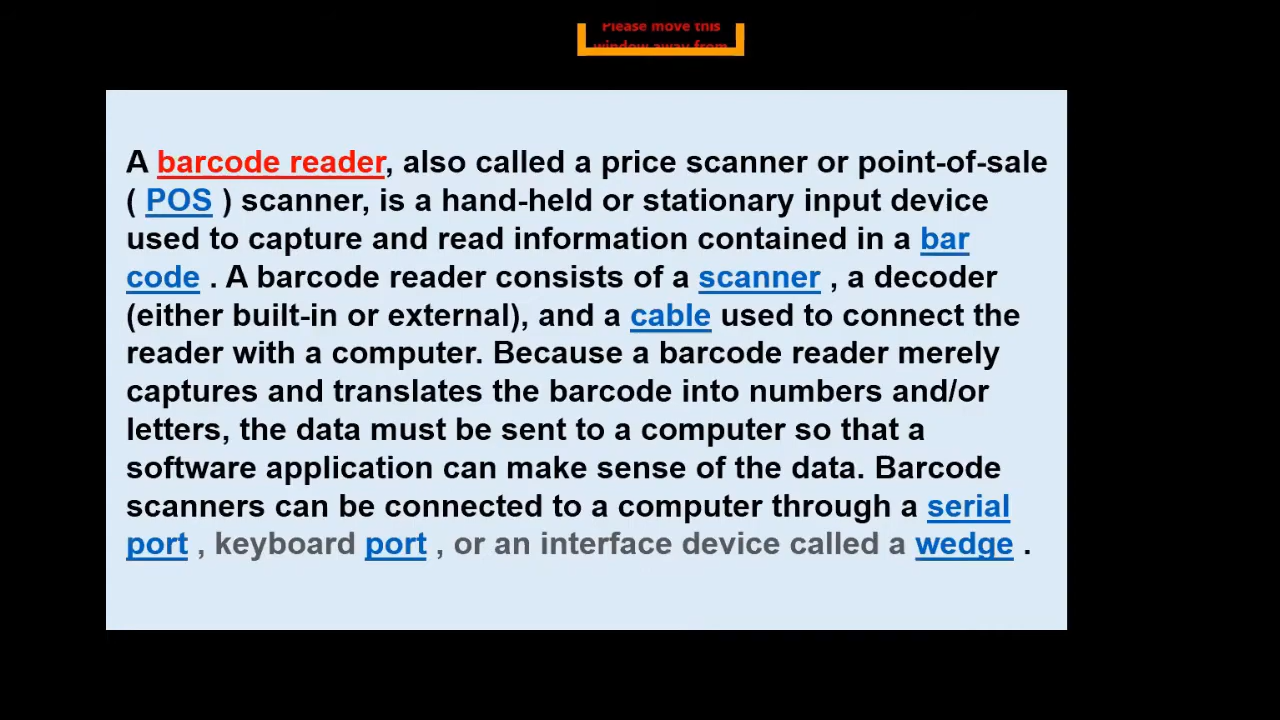 Please move this
window away from
A barcode reader, also called a price scanner or point-of-sale
( POS ) scanner, is a hand-held or stationary input device
used to capture and read information contained in a bar
code . A barcode reader consists of a scanner , a decoder
(either built-in or external), and a cable used to connect the
reader with a computer. Because a barcode reader merely
captures and translates the barcode into numbers and/or
letters, the data must be sent to a computer so that a
software application can make sense of the data. Barcode
scanners can be connected to a computer through a serial
port , keyboard port , or an interface device called a wedge .